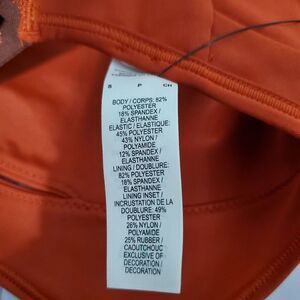 S P CH
BODY / CORPS: 82%
POLYESTER
18% SPANDEX /
ELASTHANNE
ELASTIC / ELASTIQUE:
45% POLYESTER
43% NYLON /
POLYAMIDE
12% SPANDEX /
ELASTHANNE
LINING / DOUBLURE:
82% POLYESTER
18% SPANDEX /
ELASTHANNE
LINING INSET /
INCRUSTATION DE LA
DOUBLURE: 49%
POLYESTER
26% NYLON /
POLYAMIDE
25% RUBBER /
CAOUTCHOUC
EXCLUSIVE OF
DECORATION /
DECORATION